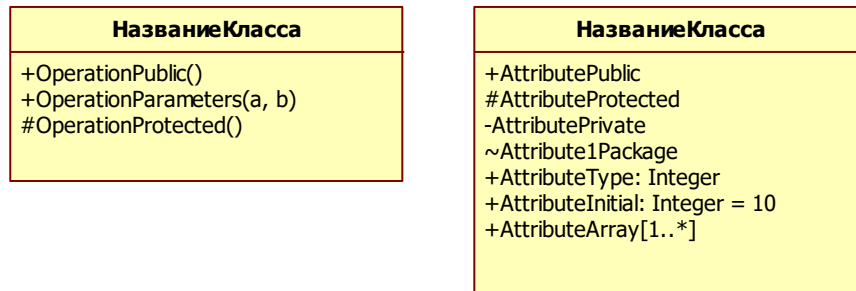 НазваниеКласса
+OperationPublic()
+OperationParameters(a, b)
#OperationProtected()
НазваниеКласса
+AttributePublic
#AttributeProtected
-AttributePrivate
~Attribute1Package
+AttributeType: Integer
+AttributeInitial: Integer = 10
+AttributeArray[1..*]